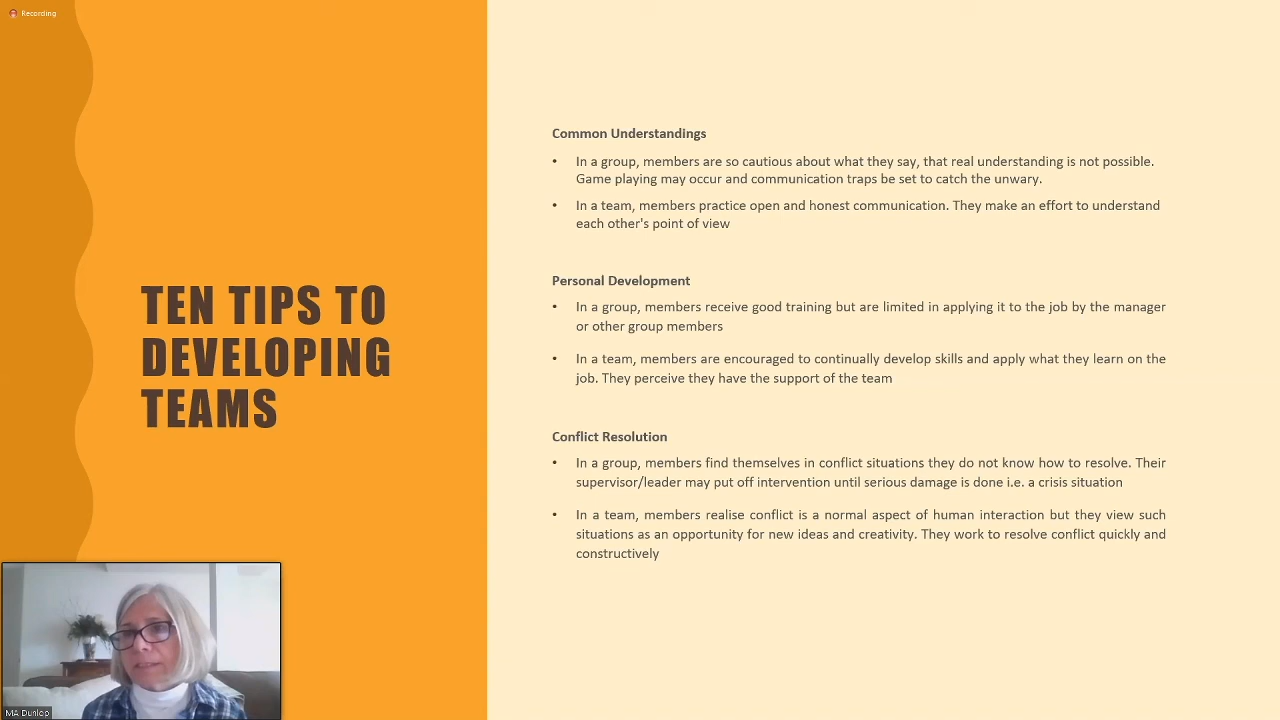 Recording
TEN TIPS TO
DEVELOPING
TEAMS
Common Understandings
• In a group, members are so cautious about what they say, that real understanding is not possible.
Game playing may occur and communication traps be set to catch the unwary.
• In a team, members practice open and honest communication. They make an effort to understand
each other's point of view
Personal Development
• In a group, members receive good training but are limited in applying it to the job by the manager
or other group members
• In a team, members are encouraged to continually develop skills and apply what they learn on the
job. They perceive they have the support of the team
Conflict Resolution
• In a group, members find themselves in conflict situations they do not know how to resolve. Their
supervisor/leader may put off intervention until serious damage is done i.e. a crisis situation
• In a team, members realise conflict is a normal aspect of human interaction but they view such
situations as an opportunity for new ideas and creativity. They work to resolve conflict quickly and
constructively
MA Dunlop